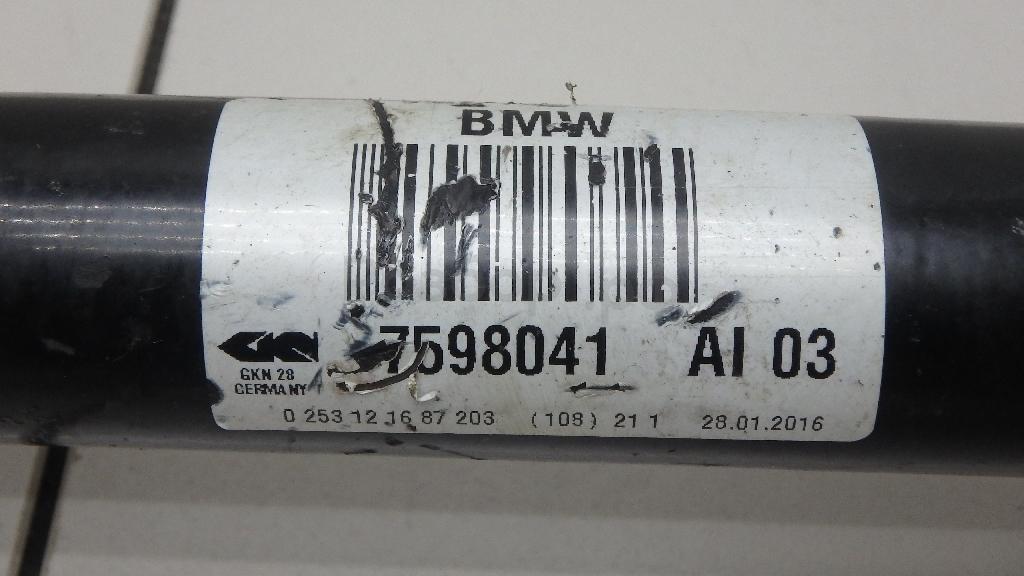 BMW
7598041 AI 03
GKN
GKN 28
GERMANY
0 253 12 16 87 203 (108) 21 1 28.01.2016